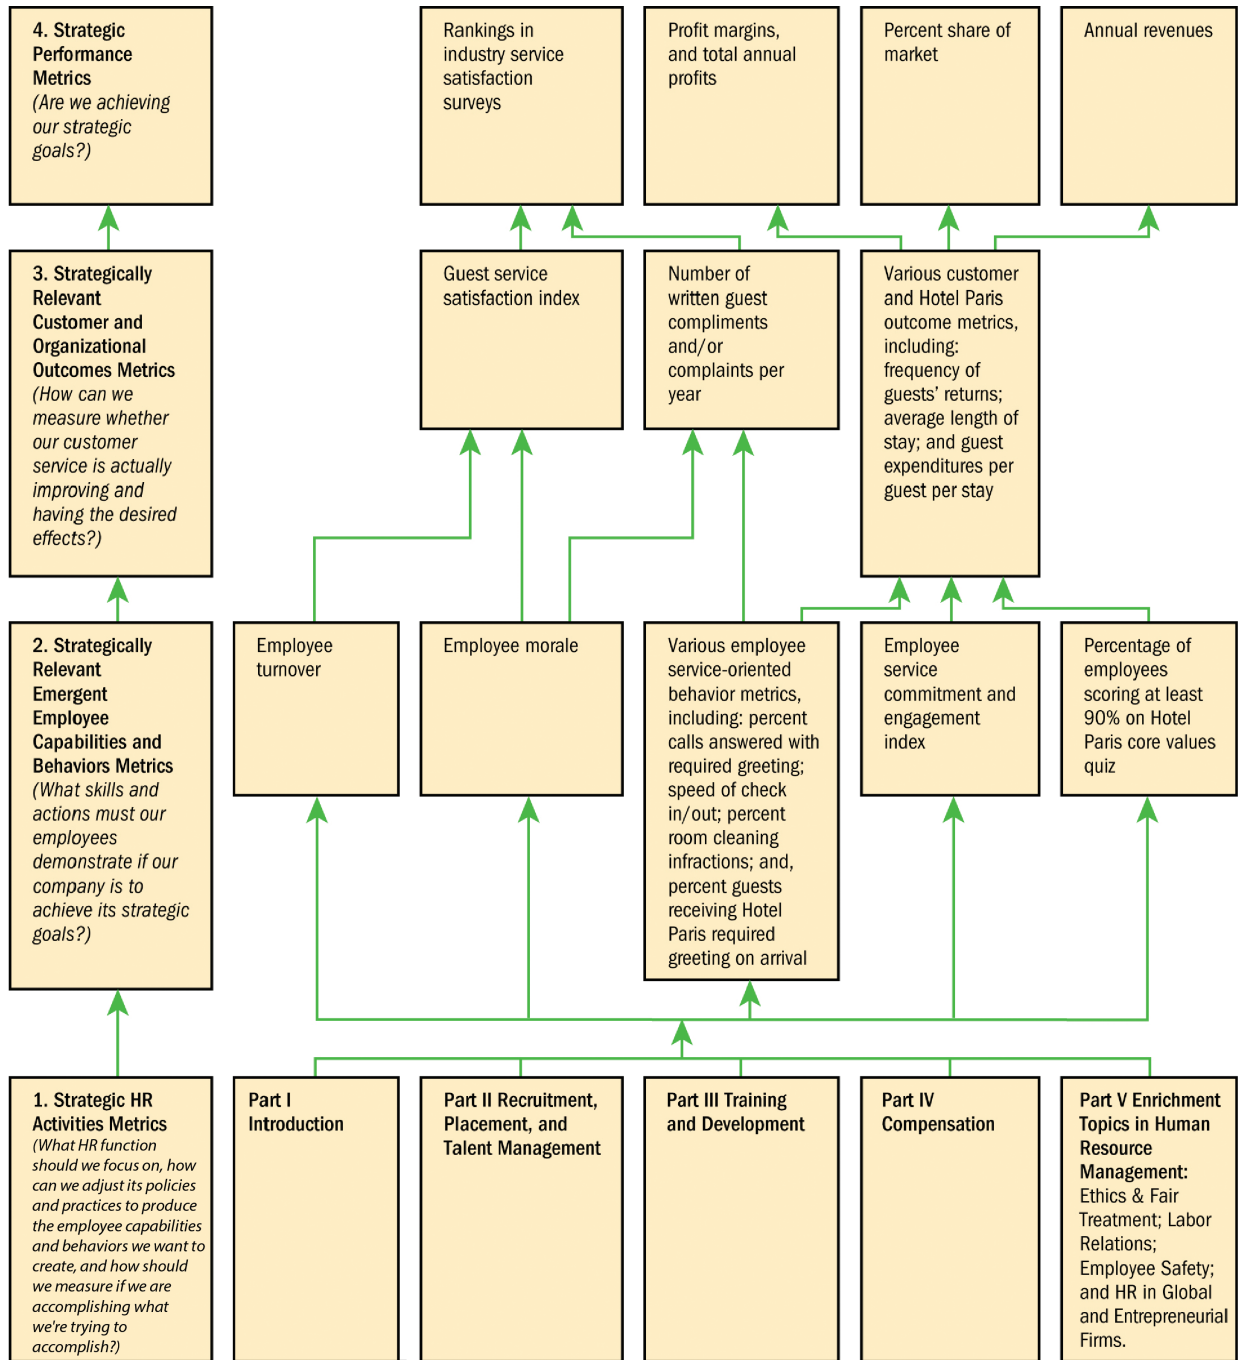 4. Strategic
Performance
Metrics
(Are we achieving
our strategic
goals?)
Rankings in
industry service
satisfaction
surveys
Profit margins,
and total annual
profits
Percent share of
market
Annual revenues
3. Strategically
Relevant
Customer and
Organizational
Outcomes Metrics
(How can we
measure whether
our customer
service is actually
improving and
having the desired
effects?)
Guest service
satisfaction index
Number of
written guest
compliments
and/or
complaints per
year
Various customer
and Hotel Paris
outcome metrics,
including:
frequency of
guests' returns;
average length of
stay; and guest
expenditures per
guest per stay
2. Strategically
Relevant
Emergent
Employee
Capabilities and
Behaviors Metrics
(What skills and
actions must our
employees
demonstrate if our
company is to
achieve its strategic
goals?)
Employee
turnover
Employee morale
Various employee
service-oriented
behavior metrics,
including: percent
calls answered with
required greeting;
speed of check
in/out; percent
room cleaning
infractions; and,
percent guests
receiving Hotel
Paris required
greeting on arrival
Employee
service
commitment and
engagement
index
Percentage of
employees
scoring at least
90% on Hotel
Paris core values
quiz
1. Strategic HR
Activities Metrics
(What HR function
should we focus on, how
can we adjust its policies
and practices to produce
the employee capabilities
and behaviors we want to
create, and how should
we measure if we are
accomplishing what
we're trying to
accomplish?)
Part I
Introduction
Part II Recruitment,
Placement, and
Talent Management
Part III Training
and Development
Part IV
Compensation
Part V Enrichment
Topics in Human
Resource
Management:
Ethics & Fair
Treatment; Labor
Relations;
Employee Safety;
and HR in Global
and Entrepreneurial
Firms.